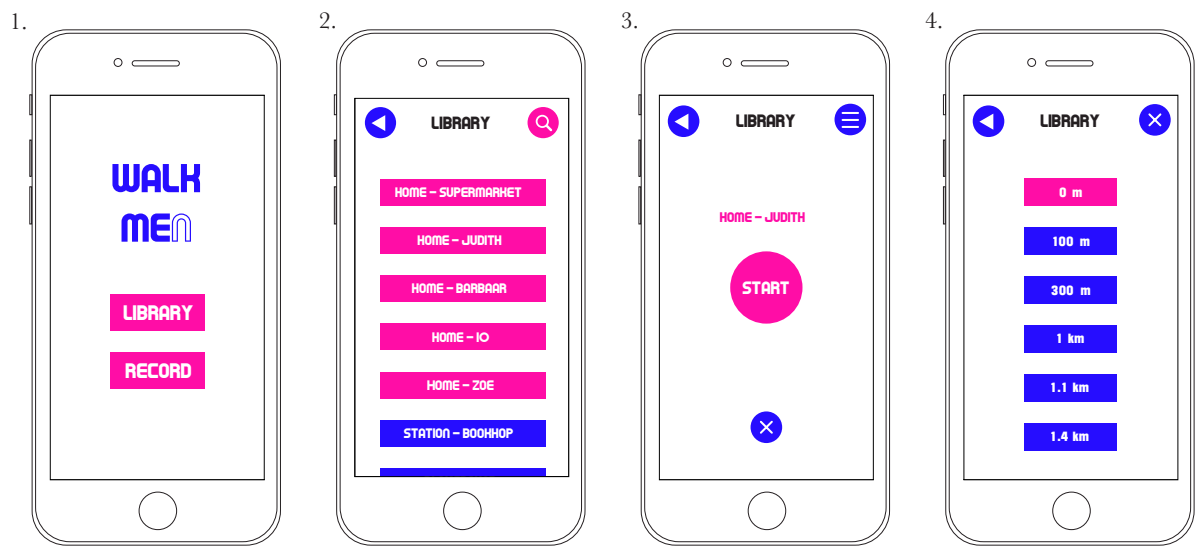 1.
WALK
MEn
LIBRARY
RECORD
2.
LIBRARY
HOME – SUPERMARKET
HOME – JUDITH
HOME – BARBAAR
HOME – IO
HOME – ZOE
STATION – BOOKHOP
3.
LIBRARY
HOME – JUDITH
START
4.
LIBRARY
0 m
100 m
300 m
1 km
1.1 km
1.4 km